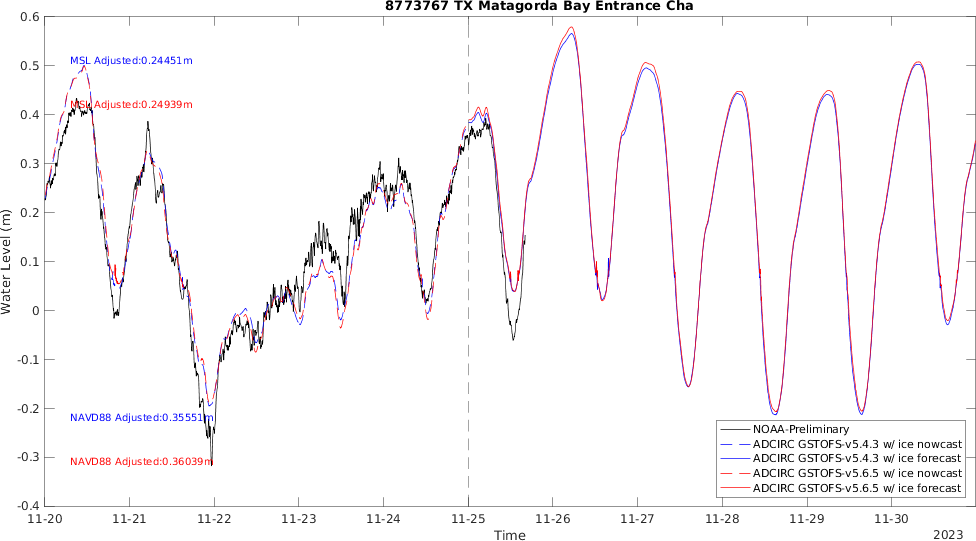 8773767 TX Matagorda Bay Entrance Cha
0.6
0.5
0.4
0.3
0.2
0.1
0
-0.1
-0.2
-0.3
-0.4
Water Level (m)
MSL Adjusted:0.24451m
MSL Adjusted:0.24939m
NAVD88 Adjusted:0.35551m
NAVD88 Adjusted:0.36039m
NOAA-Preliminary
ADCIRC GSTOFS-v5.4.3 w/ ice nowcast
ADCIRC GSTOFS-v5.4.3 w/ ice forecast
ADCIRC GSTOFS-v5.6.5 w/ ice nowcast
ADCIRC GSTOFS-v5.6.5 w/ ice forecast
11-20 11-21 11-22 11-23 11-24 11-25 11-26 11-27 11-28 11-29 11-30
Time
2023